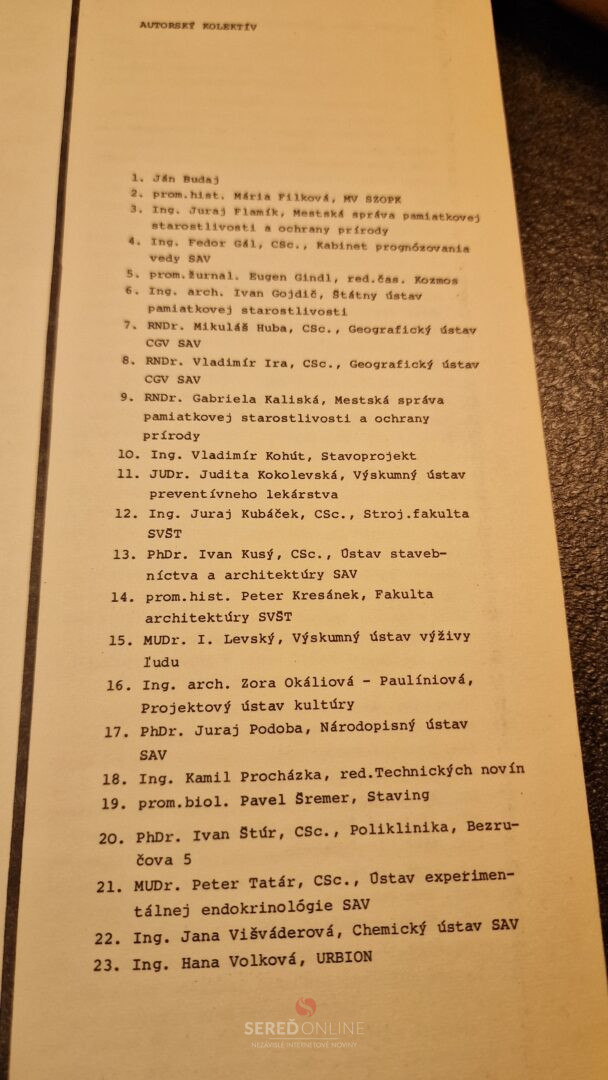 AUTORSKÝ KOLEKTÍV
1. Ján Budaj
2. prom.hist. Mária Filková, MV SZOPK
3. Ing. Juraj Flamík, Mestská správa pamiatkovej
starostlivosti a ochrany prírody
4. Ing. Fedor Gál, CSc., Kabinet prognózovania
vedy SAV
5. prom.žurnal. Eugen Gindl, red.čas. Kozmos
6. Ing. arch. Ivan Gojdič, Štátny ústav
pamiatkovej starostlivosti
7. RNDr. Mikuláš Huba, CSc., Geografický ústav
CGV SAV
8. RNDr. Vladimír Ira, CSc., Geografický ústav
CGV SAV
9. RNDr. Gabriela Kaliská, Mestská správa
pamiatkovej starostlivosti a ochrany
prírody
10. Ing. Vladimír Kohút, Stavoprojekt
11. JUDr. Judita Kokolevská, Výskumný ústav
preventívneho lekárstva
12. Ing. Juraj Kubáček, CSc., Stroj.fakulta
SVŠT
13. PhDr. Ivan Kusý, CSc., Ústav staveb-
níctva a architektúry SAV
14. prom.hist. Peter Kresánek, Fakulta
architektúry SVŠT
15. MUDr. I. Levský, Výskumný ústav výživy
ľudu
16. Ing. arch. Zora Okáliová - Paulíniová,
Projektový ústav kultúry
17. PhDr. Juraj Podoba, Národopisný ústav
SAV
18. Ing. Kamil Procházka, red.Technických novín
19. prom.biol. Pavel Šremer, Staving
20. PhDr. Ivan Štúr, CSc., Poliklinika, Bezru-
čova 5
21. MUDr. Peter Tatár, CSc., Ústav experimen-
tálnej endokrinológie SAV
22. Ing. Jana Višváderová, Chemický ústav SAV
23. Ing. Hana Volková, URBION
SEREĎONLINE
NEZÁVISLÉ INTERNETOVÉ NOVINY